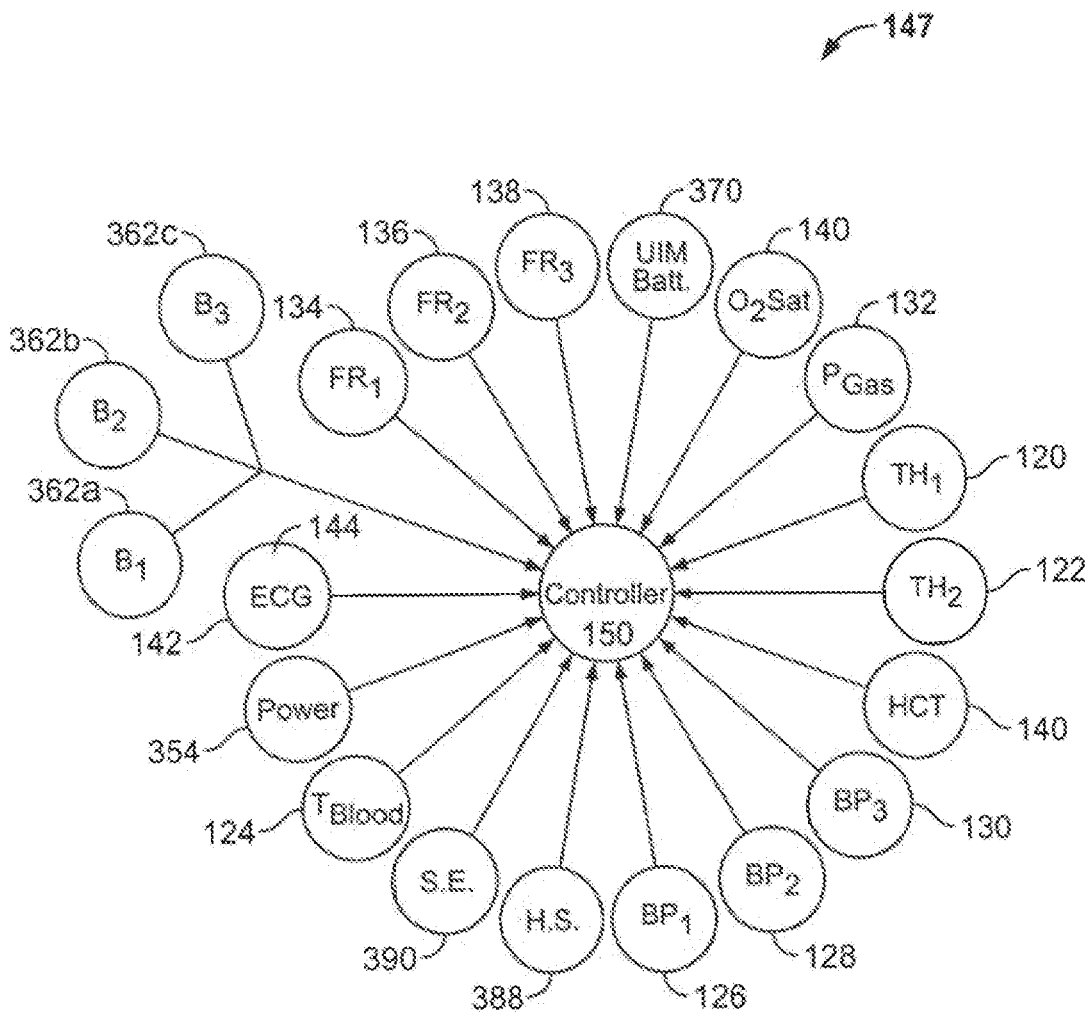 147
138
370
136
140
362c
FR3
UIM
Batt.
B3
134
FR2
O2Sat
132
362b
FR1
PGas
B2
362a
TH1
120
B1
144
ECG
Controller
150
TH2
122
142
Power
HCT
354
140
TBlood
BP3
124
130
S.E.
BP2
H.S.
BP1
390
128
388
126